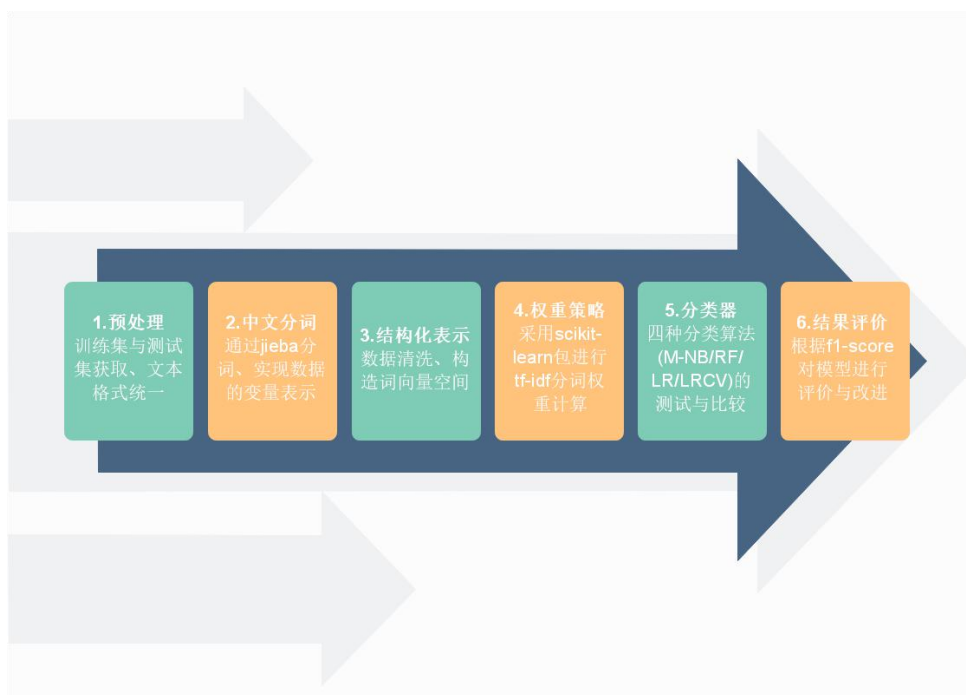 1.预处理
训练集与测试
集获取、文本
格式统一
2.中文分词
通过jieba分
词、实现数据
的变量表示
3.结构化表示
数据清洗、构
造词向量空间
4.权重策略
采用scikit-
learn包进行
tf-idf分词权
重计算
5.分类器
四种分类算法
(M-NB/RF/
LR/LRCV)的
测试与比较
6.结果评价
根据f1-score
对模型进行
评价与改进